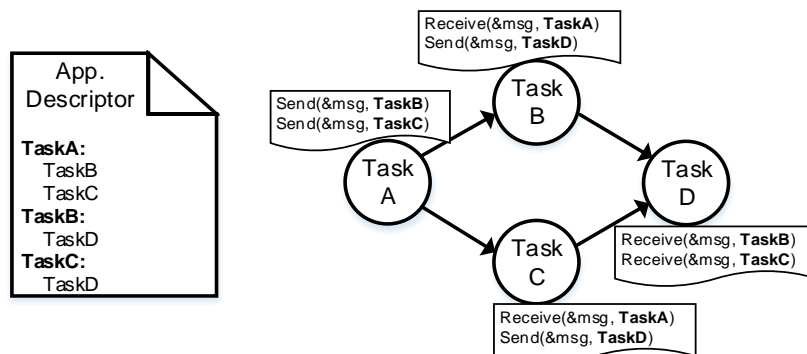 App.
Descriptor
TaskA:
TaskB
TaskC
TaskB:
TaskD
TaskC:
TaskD
Receive(&msg, TaskA)
Send(&msg, TaskD)
Send(&msg, TaskB)
Send(&msg, TaskC)
Task
B
Task
A
Task
D
Task
C
Receive(&msg, TaskB)
Receive(&msg, TaskC)
Receive(&msg, TaskA)
Send(&msg, TaskD)